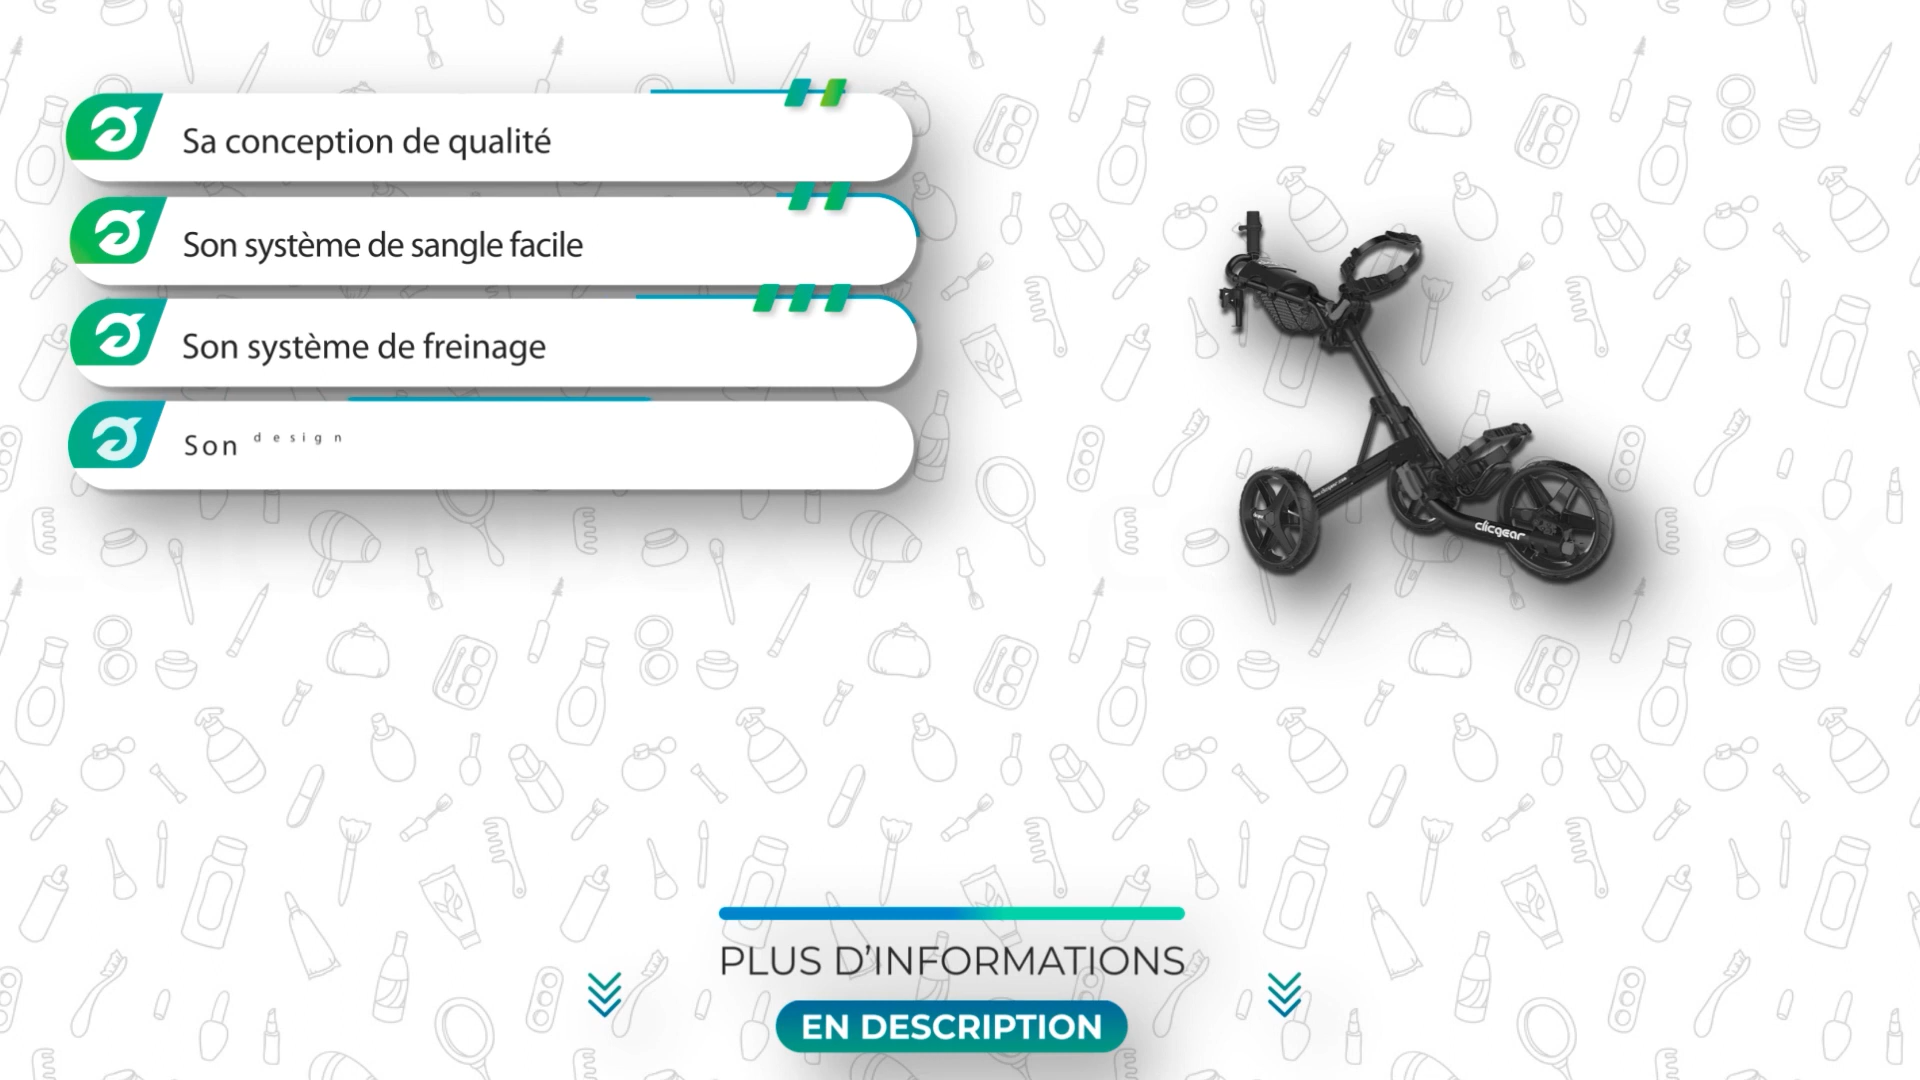 Sa conception de qualité
Son système de sangle facile
Son système de freinage
Son design
clicgear
PLUS D’INFORMATIONS
EN DESCRIPTION